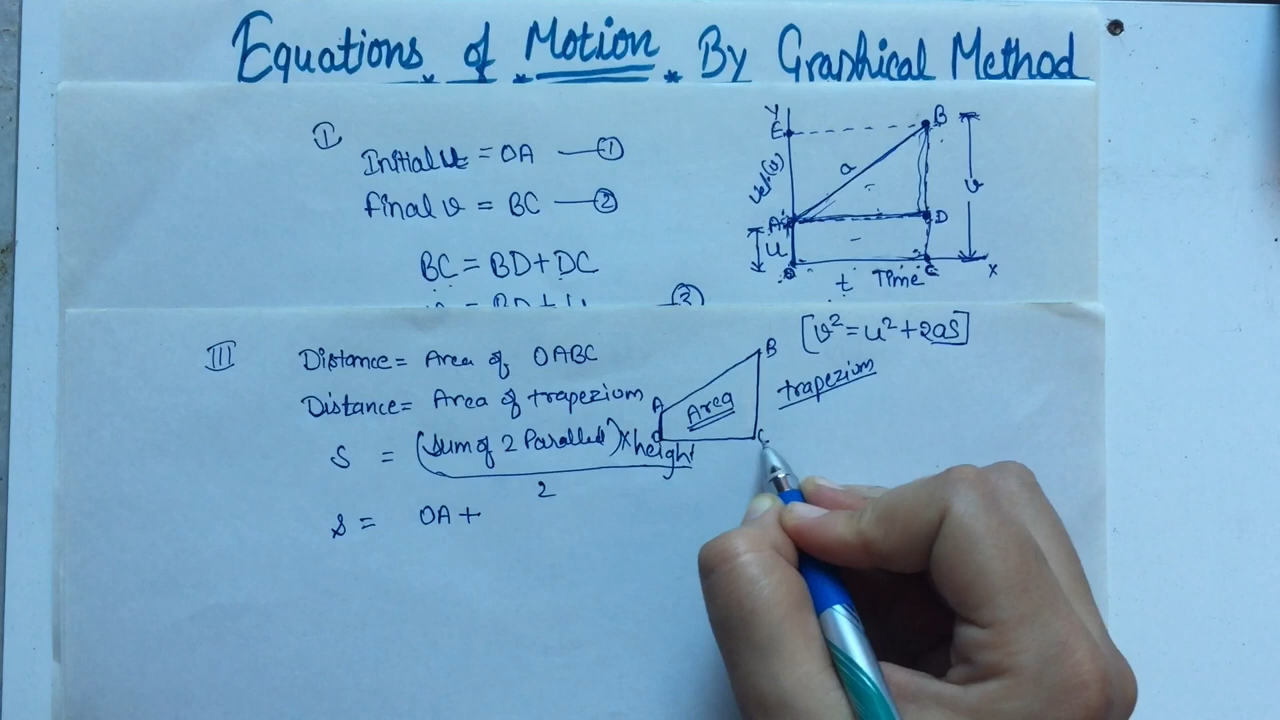 Equations of Motion By Graphical Method
I
Initial u = OA — 1
final v = BC — 2
BC = BD + DC
Y
E
B
vel (v)
a
v
A
D
u
O
t Time C
X
III
Distance = Area of OABC
Distance = Area of trapezium
S = (Sum of 2 Parallel) × height
2
S = OA +
A
B
Area
C
trapezium
[v² = u² + 2as]